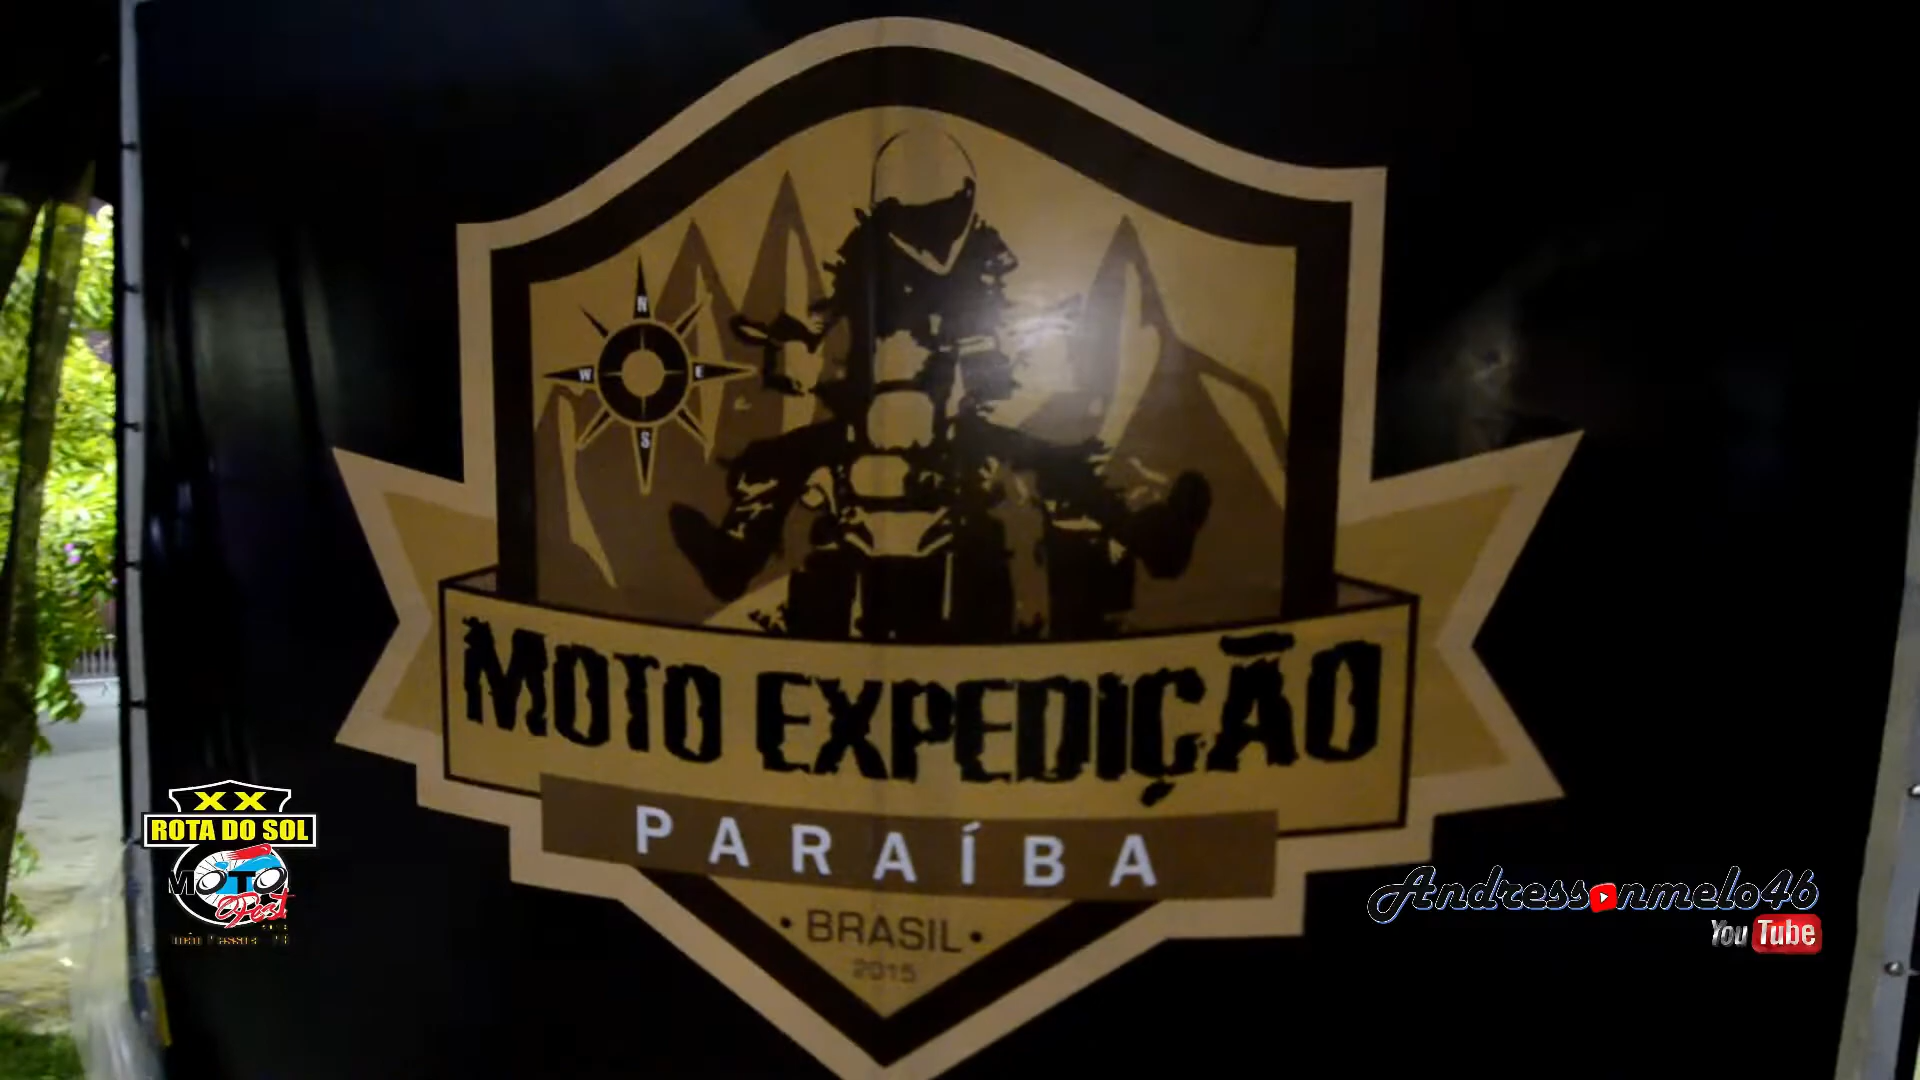 N
W E
S
MOTO EXPEDIÇÃO
PARAÍBA
• BRASIL •
2015
XX
ROTA DO SOL
MOTO
Fest
Andressonmelo46
YouTube